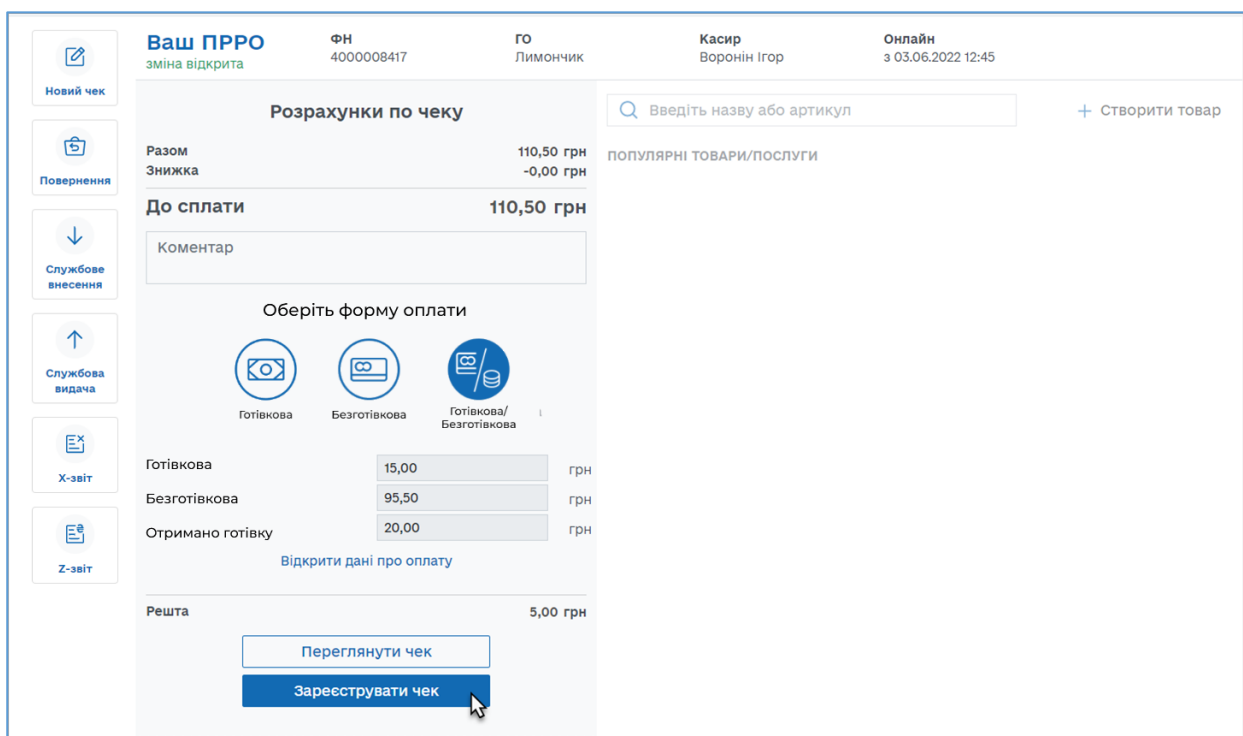 Новий чек
Повернення
Службове
внесення
Службова
видача
X-звіт
Z-звіт
Ваш ПРРО
зміна відкрита
ФН
4000008417
ГО
Лимончик
Касир
Воронін Ігор
Онлайн
з 03.06.2022 12:45
Розрахунки по чеку
Разом 110,50 грн
Знижка -0,00 грн
До сплати 110,50 грн
Коментар
Оберіть форму оплати
Готівкова
Безготівкова
Готівкова/
Безготівкова
Готівкова 15,00 грн
Безготівкова 95,50 грн
Отримано готівку 20,00 грн
Відкрити дані про оплату
Решта 5,00 грн
Переглянути чек
Зареєструвати чек
Введіть назву або артикул
+ Створити товар
ПОПУЛЯРНІ ТОВАРИ/ПОСЛУГИ